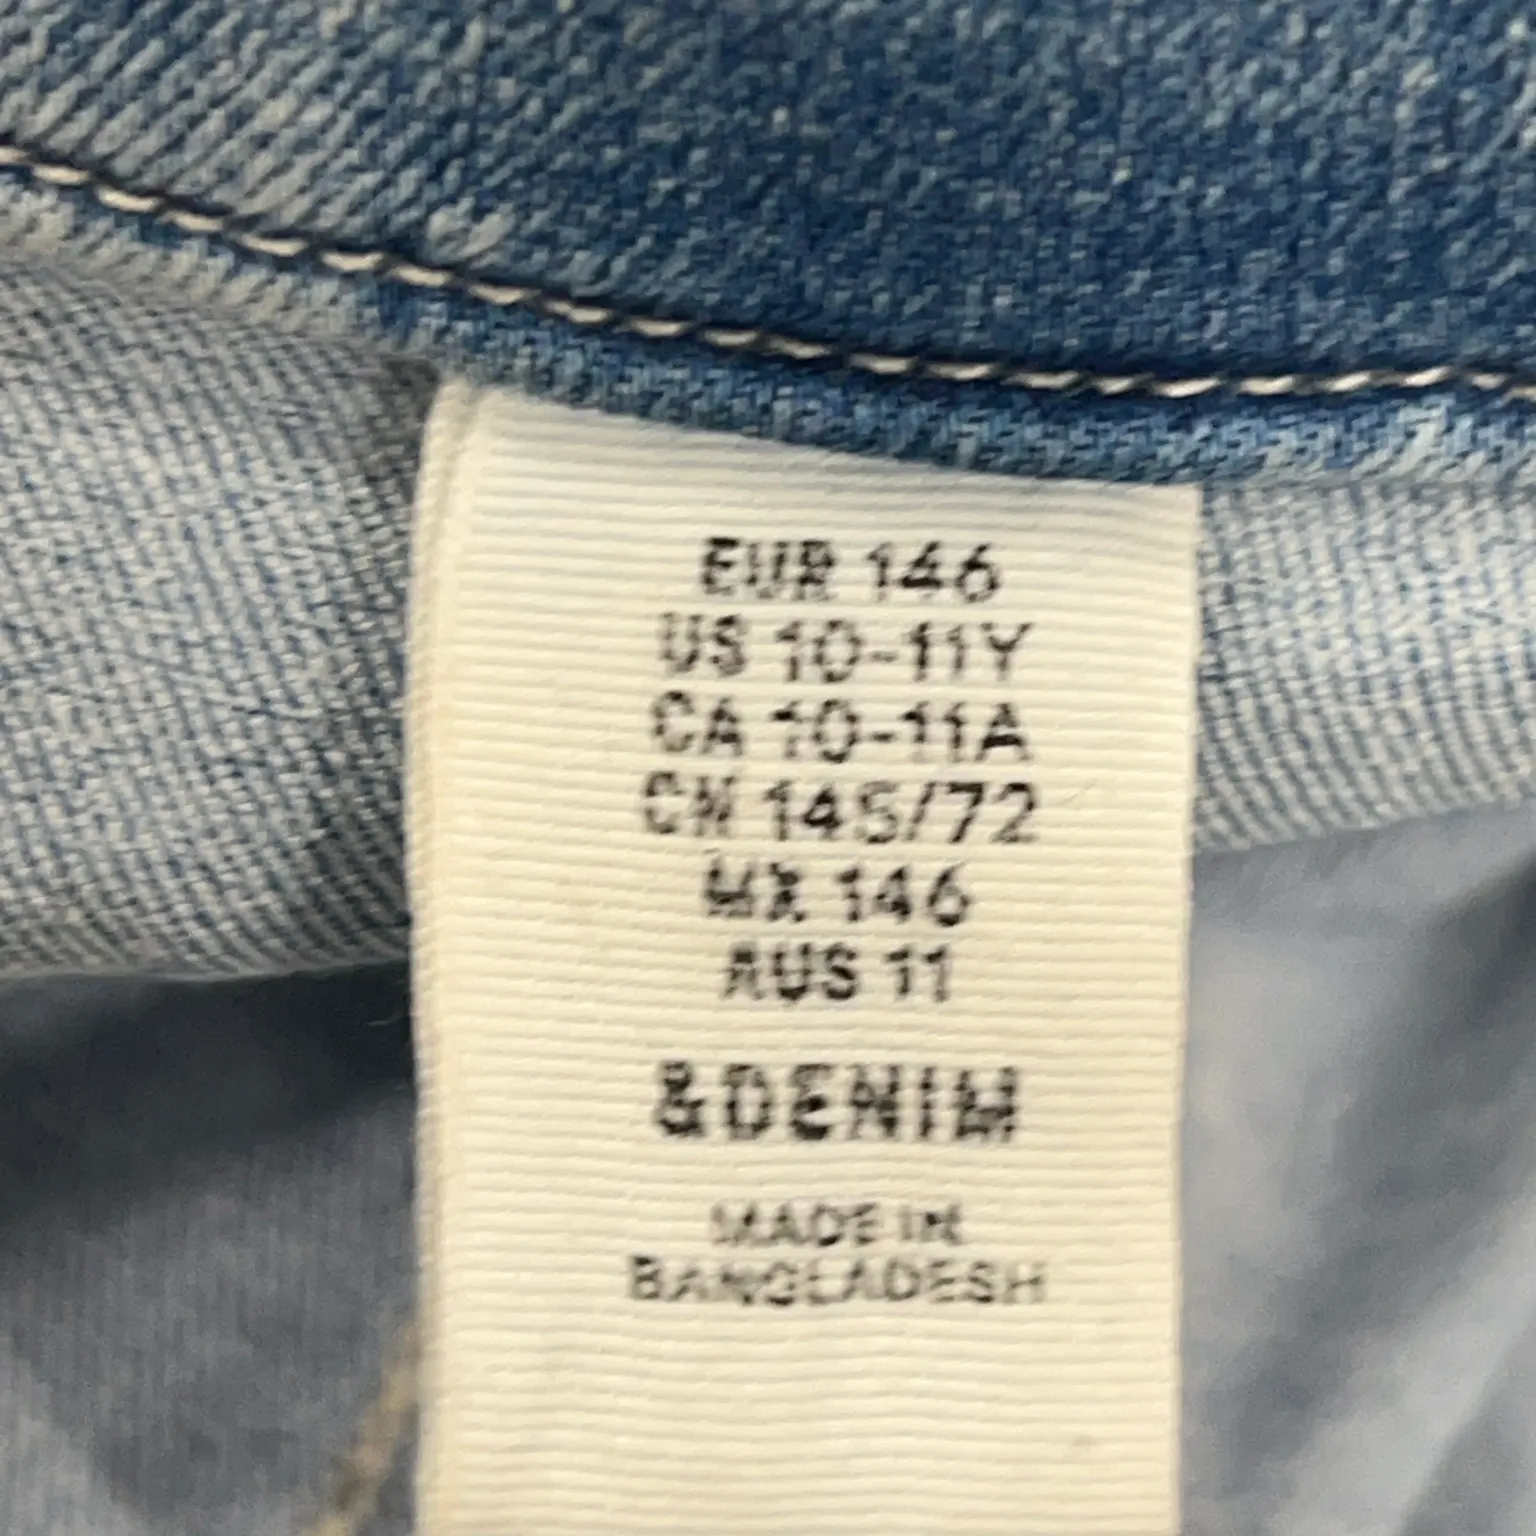 EUR 146
US 10-11Y
CA 10-11A
CN 145/72
MX 146
AUS 11
&DENIM
MADE IN
BANGLADESH